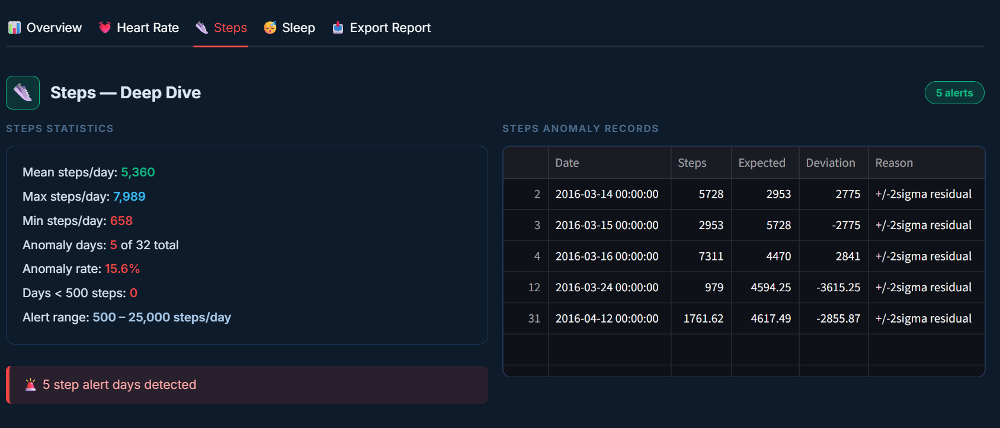 Overview Heart Rate Steps Sleep Export Report
Steps — Deep Dive
5 alerts
STEPS STATISTICS
Mean steps/day: 5,360
Max steps/day: 7,989
Min steps/day: 658
Anomaly days: 5 of 32 total
Anomaly rate: 15.6%
Days < 500 steps: 0
Alert range: 500 – 25,000 steps/day
5 step alert days detected
STEPS ANOMALY RECORDS
Date Steps Expected Deviation Reason
2 2016-03-14 00:00:00 5728 2953 2775 +/-2sigma residual
3 2016-03-15 00:00:00 2953 5728 -2775 +/-2sigma residual
4 2016-03-16 00:00:00 7311 4470 2841 +/-2sigma residual
12 2016-03-24 00:00:00 979 4594.25 -3615.25 +/-2sigma residual
31 2016-04-12 00:00:00 1761.62 4617.49 -2855.87 +/-2sigma residual